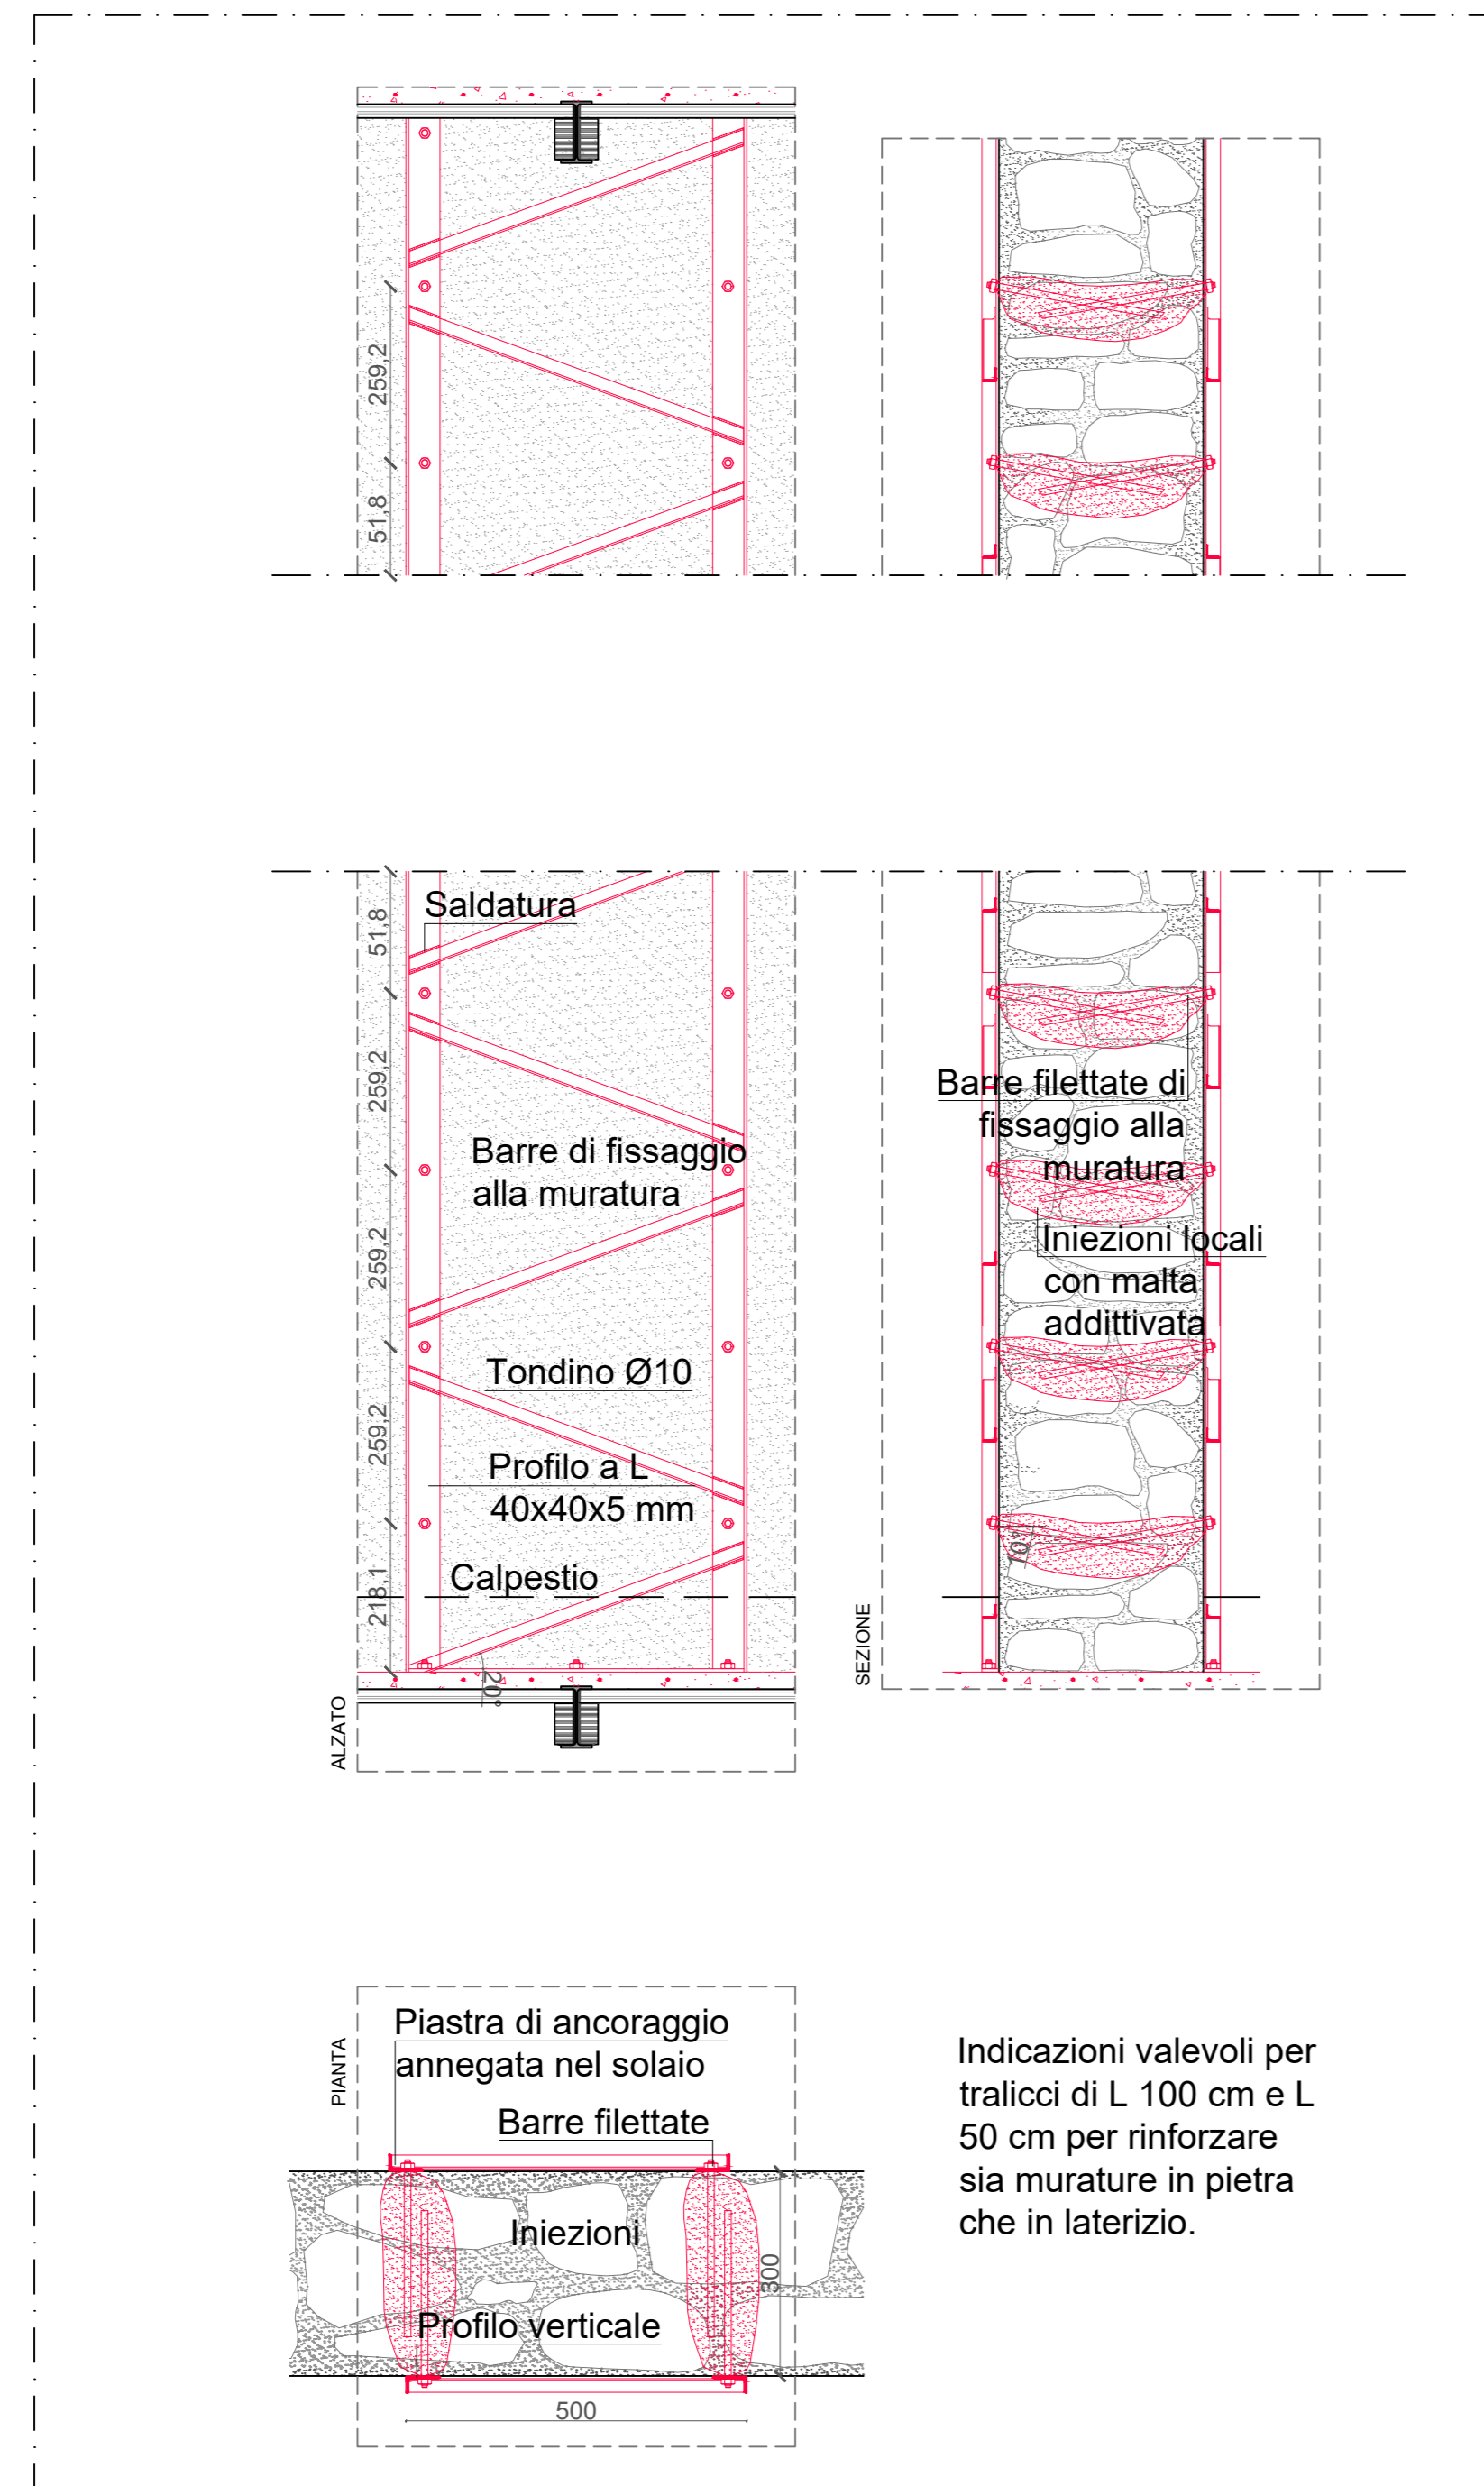 259,2
51,8
51,8
Saldatura
259,2
Barre di fissaggio
alla muratura
259,2
Tondino Ø10
259,2
Profilo a L
40x40x5 mm
Calpestio
218,1
20°
ALZATO
Barre filettate di
fissaggio alla
muratura
Iniezioni locali
con malta
addittivata
10°
SEZIONE
PIANTA
Piastra di ancoraggio
annegata nel solaio
Barre filettate
Iniezioni
300
Profilo verticale
500
Indicazioni valevoli per
tralicci di L 100 cm e L
50 cm per rinforzare
sia murature in pietra
che in laterizio.